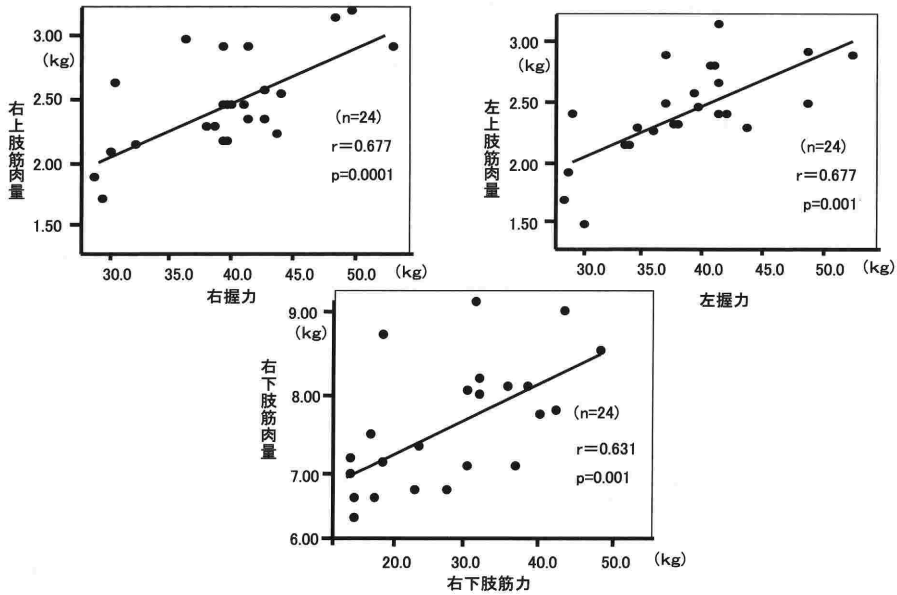 3.00
(kg)
2.50
2.00
1.50
右上肢筋肉量
(n=24)
r=0.677
p=0.0001
30.0 35.0 40.0 45.0 50.0 (kg)
右握力
3.00
(kg)
2.50
2.00
1.50
左上肢筋肉量
(n=24)
r=0.677
p=0.001
30.0 35.0 40.0 45.0 50.0 (kg)
左握力
9.00
(kg)
8.00
7.00
6.00
右下肢筋肉量
(n=24)
r=0.631
p=0.001
20.0 30.0 40.0 50.0 (kg)
右下肢筋力